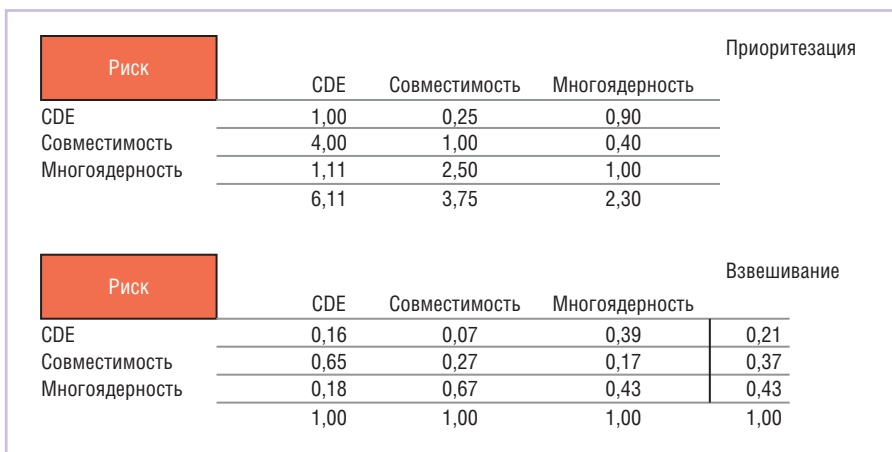 Приоритезация
Риск
CDE Совместимость Многоядерность
CDE 1,00 0,25 0,90
Совместимость 4,00 1,00 0,40
Многоядерность 1,11 2,50 1,00
6,11 3,75 2,30
Взвешивание
Риск
CDE Совместимость Многоядерность
CDE 0,16 0,07 0,39 0,21
Совместимость 0,65 0,27 0,17 0,37
Многоядерность 0,18 0,67 0,43 0,43
1,00 1,00 1,00 1,00